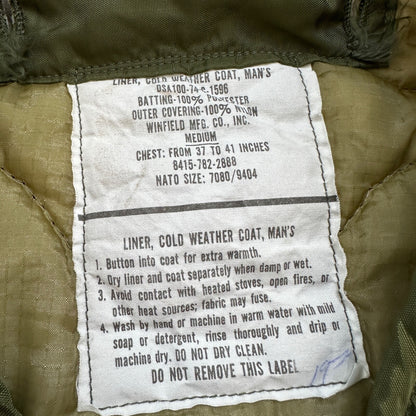 LINER, COLD WEATHER COAT, MAN'S
DSA100-74-C-1596
BATTING-100% POLYESTER
OUTER COVERING-100% NYLON
WINFIELD MFG. CO., INC.
MEDIUM
CHEST: FROM 37 TO 41 INCHES
8415-782-2888
NATO SIZE: 7080/9404
LINER, COLD WEATHER COAT, MAN'S
1. Button into coat for extra warmth.
2. Dry liner and coat separately when damp or wet.
3. Avoid contact with heated stoves, open fires, or
other heat sources; fabric may fuse.
4. Wash by hand or machine in warm water with mild
soap or detergent, rinse thoroughly and drip or
machine dry. DO NOT DRY CLEAN.
DO NOT REMOVE THIS LABEL